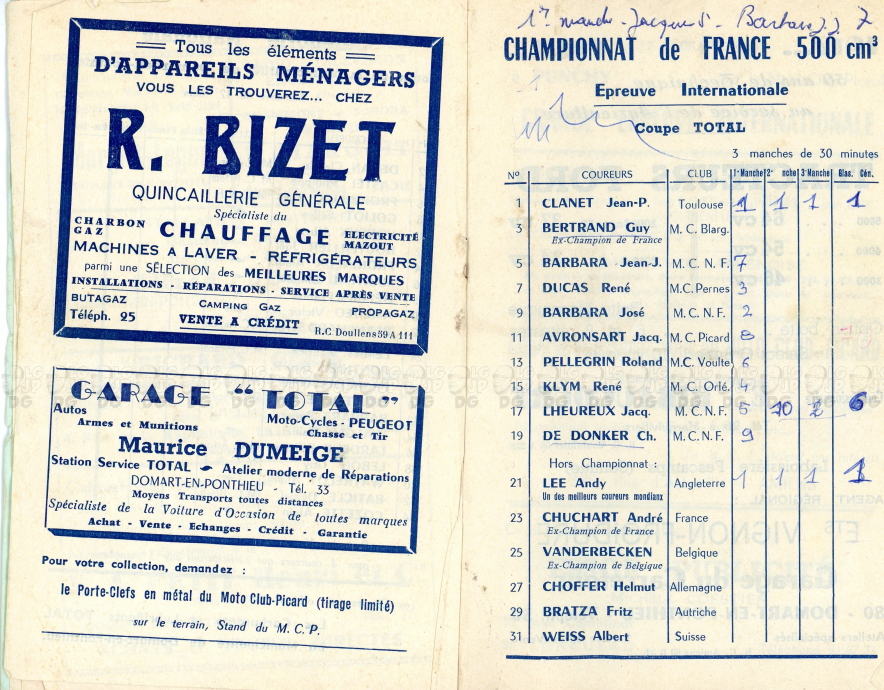 Tous les éléments
D'APPAREILS MÉNAGERS
VOUS LES TROUVEREZ... CHEZ
R. BIZET
QUINCAILLERIE GÉNÉRALE
Spécialiste du
CHARBON GAZ CHAUFFAGE ELECTRICITÉ MAZOUT
MACHINES A LAVER - RÉFRIGÉRATEURS
parmi une SÉLECTION des MEILLEURES MARQUES
INSTALLATIONS - RÉPARATIONS - SERVICE APRÈS VENTE
BUTAGAZ CAMPING GAZ PROPAGAZ
Téléph. 25 VENTE A CRÉDIT R.C. Doullens 59 A 111
GARAGE "TOTAL"
Autos Moto-Cycles - PEUGEOT
Armes et Munitions Chasse et Tir
Maurice DUMEIGE
Station Service TOTAL - Atelier moderne de Réparations
DOMART-EN-PONTHIEU - Tél. 33
Moyens Transports toutes distances
Spécialiste de la Voiture d'Occasion de toutes marques
Achat - Vente - Echanges - Crédit - Garantie
Pour votre collection, demandez :
le Porte-Clefs en métal du Moto Club-Picard (tirage limité)
sur le terrain, Stand du M. C. P.
1re manche - Jacques Barbara 7
CHAMPIONNAT de FRANCE 500 cm3
Epreuve Internationale
Coupe TOTAL
3 manches de 30 minutes
No COUREURS CLUB 1e Manche 2e nche 3e Manche Clas. Gén.
1 CLANET Jean-P. Toulouse 1 1 1 1
3 BERTRAND Guy M. C. Blarg.
Ex-Champion de France
5 BARBARA Jean-J. M. C. N. F. 7
7 DUCAS René M.C. Pernes 3
9 BARBARA José M. C. N. F. 2
11 AVRONSART Jacq. M.C. Picard 8
13 PELLEGRIN Roland M.C. Voulte
15 KLYM René M. C. Orlé. 4
17 LHEUREUX Jacq. M. C. N. F. 5 10 2 6
19 DE DONKER Ch. M.C. N.F. 9
Hors Championnat :
21 LEE Andy Angleterre 1 1 1 1
Un des meilleurs coureurs mondiaux
23 CHUCHART André France
Ex-Champion de France
25 VANDERBECKEN Belgique
Ex-Champion de Belgique
27 CHOFFER Helmut Allemagne
29 BRATZA Fritz Autriche
31 WEISS Albert Suisse